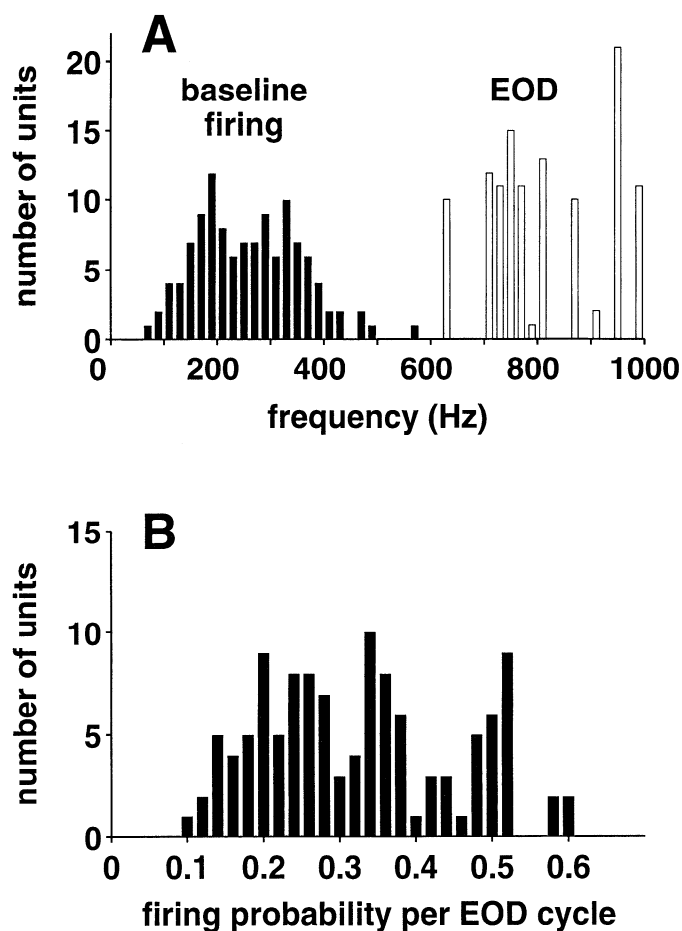 A
20
15
10
5
0
number of units
baseline
firing
EOD
0 200 400 600 800 1000
frequency (Hz)
B
15
10
5
0
number of units
0 0.1 0.2 0.3 0.4 0.5 0.6
firing probability per EOD cycle